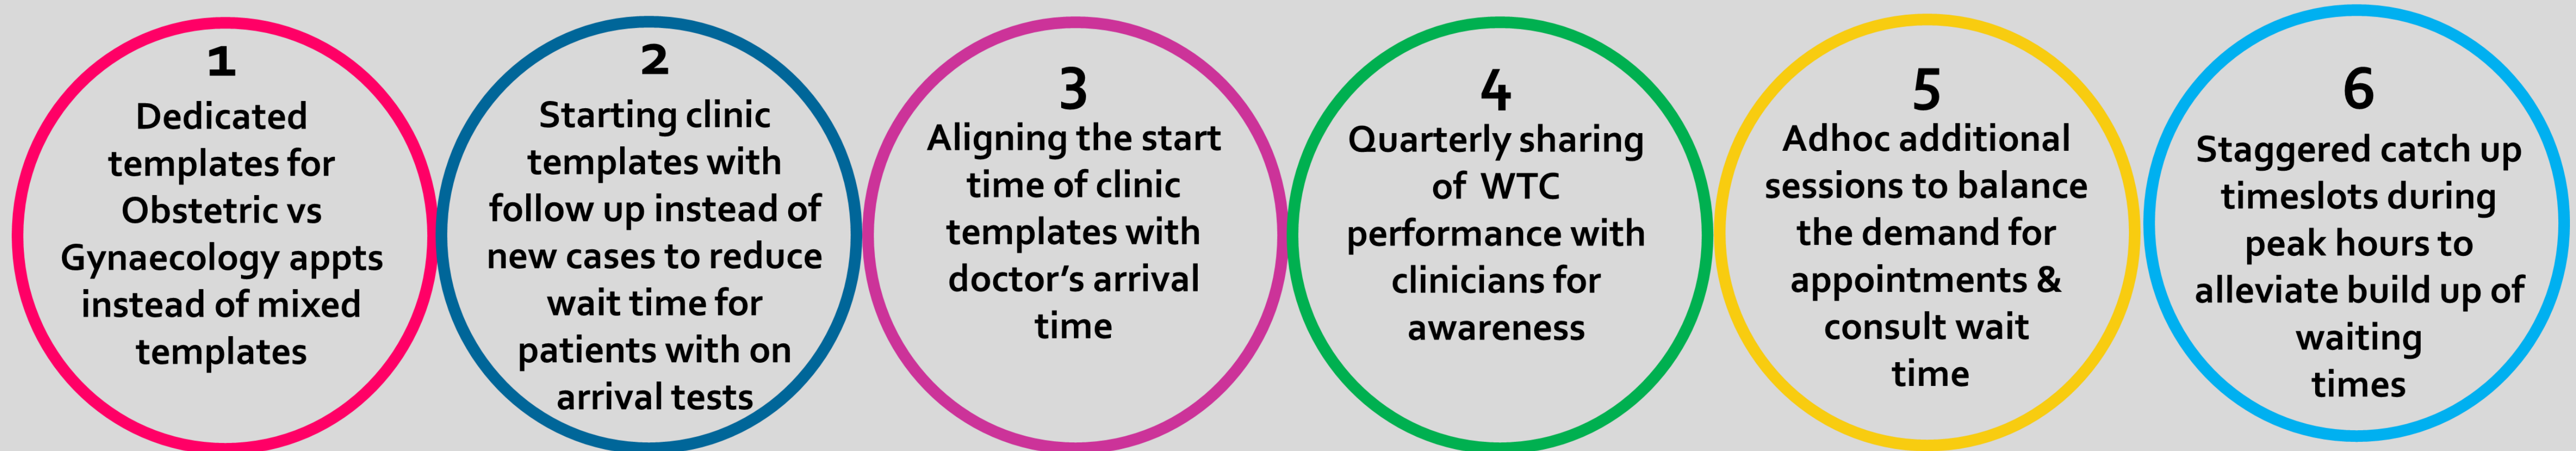 1
Dedicated
templates for
Obstetric vs
Gynaecology appts
instead of mixed
templates
2
Starting clinic
templates with
follow up instead of
new cases to reduce
wait time for
patients with on
arrival tests
3
Aligning the start
time of clinic
templates with
doctor’s arrival
time
4
Quarterly sharing
of WTC
performance with
clinicians for
awareness
5
Adhoc additional
sessions to balance
the demand for
appointments &
consult wait
time
6
Staggered catch up
timeslots during
peak hours to
alleviate build up of
waiting
times